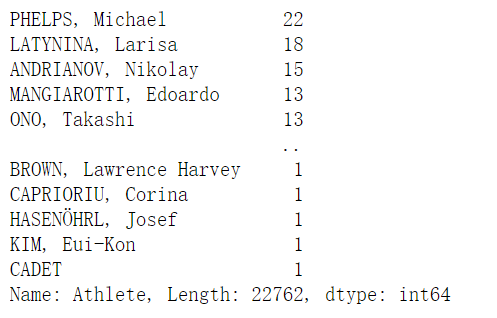 PHELPS, Michael 22
LATYNINA, Larisa 18
ANDRIANOV, Nikolay 15
MANGIAROTTI, Edoardo 13
ONO, Takashi 13
..
BROWN, Lawrence Harvey 1
CAPRIORIU, Corina 1
HASENÖHRL, Josef 1
KIM, Eui-Kon 1
CADET 1
Name: Athlete, Length: 22762, dtype: int64